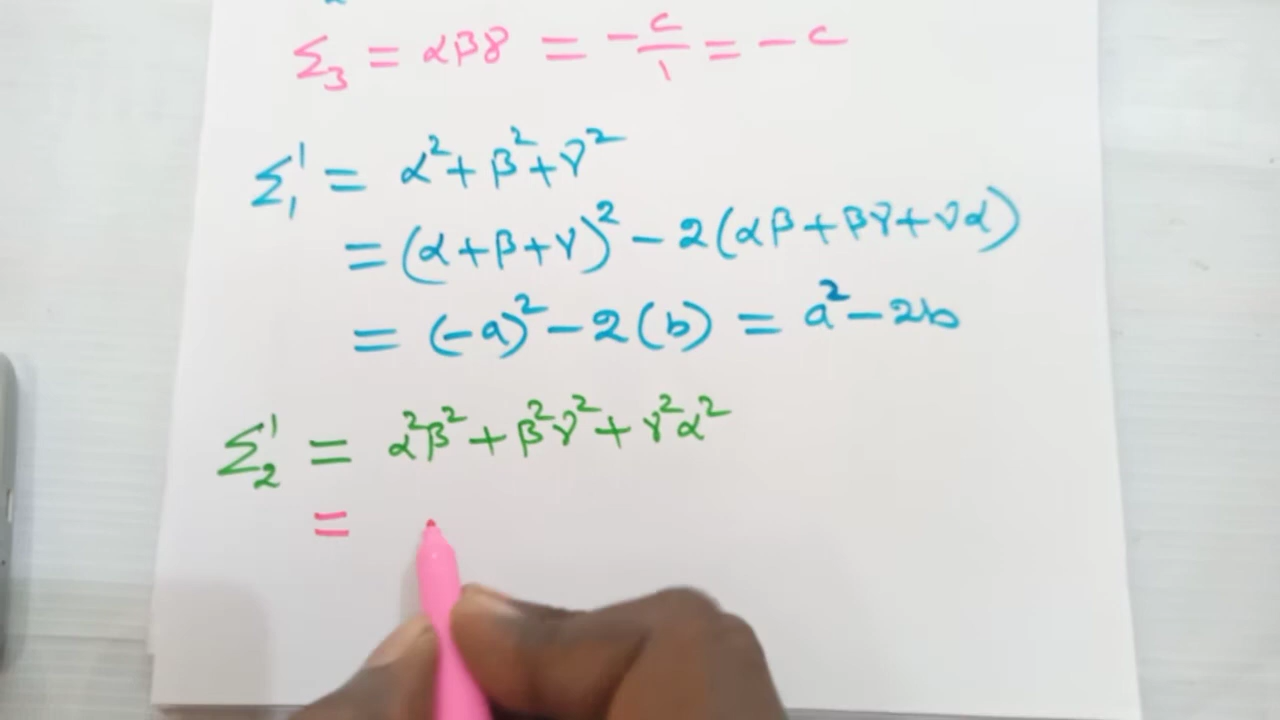 Σ₃ = αβγ = -c/1 = -c
Σ₁' = α² + β² + γ²
= (α+β+γ)² - 2(αβ+βγ+γα)
= (-a)² - 2(b) = a² - 2b
Σ₂' = α²β² + β²γ² + γ²α²
=